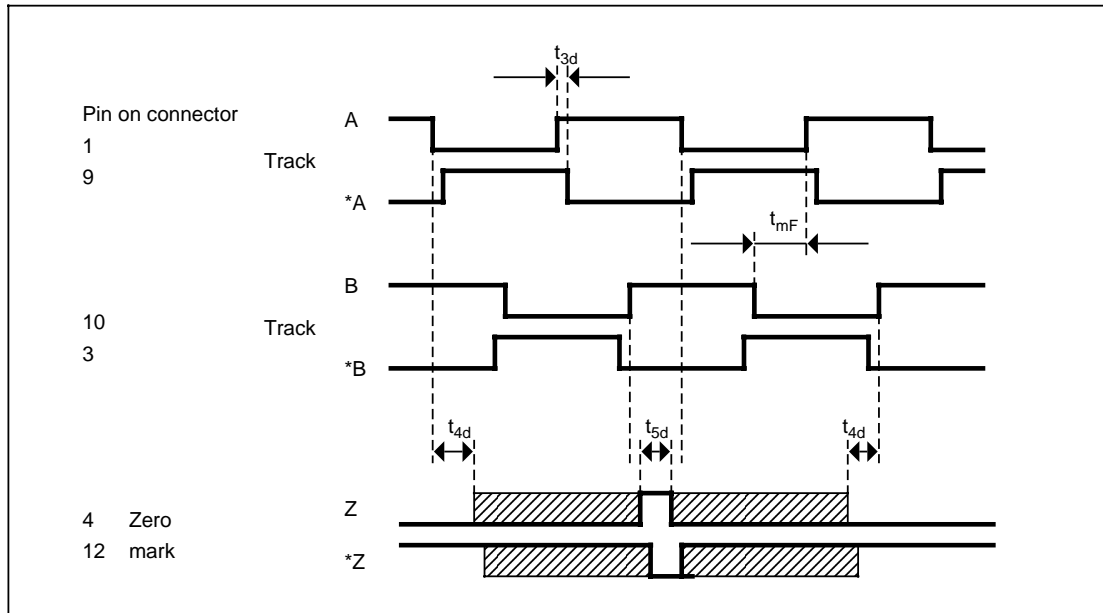 t3d
Pin on connector
A
1
Track
9
*A
tmF
B
10
Track
3
*B
t4d
t5d
t4d
Z
4 Zero
12 mark
*Z